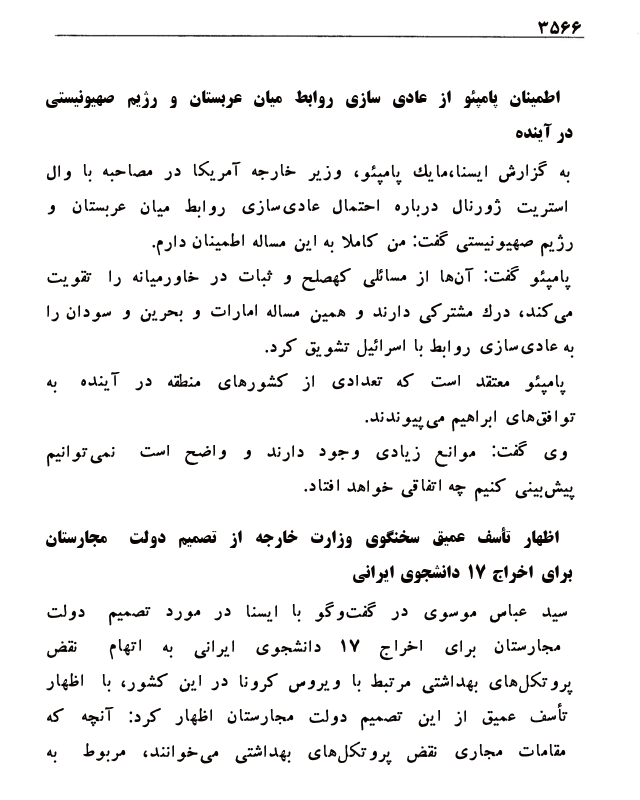 ۳۵۶۶
اطمینان پامپئو از عادی سازی روابط میان عربستان و رژیم صهیونیستی
در آینده
به گزارش ایسنا،مایك پامپئو، وزیر خارجه آمریکا در مصاحبه با وال
استریت ژورنال درباره احتمال عادی‌سازی روابط میان عربستان و
رژیم صهیونیستی گفت: من کاملا به این مساله اطمینان دارم.
پامپئو گفت: آن‌ها از مسائلی کهصلح و ثبات در خاورمیانه را تقویت
می‌کند، درك مشترکی دارند و همین مساله امارات و بحرین و سودان را
به عادی‌سازی روابط با اسرائیل تشویق کرد.
پامپئو معتقد است که تعدادی از کشورهای منطقه در آینده به
توافق‌های ابراهیم می‌پیوندند.
وی گفت: موانع زیادی وجود دارند و واضح است نمی‌توانیم
پیش‌بینی کنیم چه اتفاقی خواهد افتاد.
اظهار تأسف عمیق سخنگوی وزارت خارجه از تصمیم دولت مجارستان
برای اخراج ۱۷ دانشجوی ایرانی
سید عباس موسوی در گفت‌وگو با ایسنا در مورد تصمیم دولت
مجارستان برای اخراج ۱۷ دانشجوی ایرانی به اتهام نقض
پروتکل‌های بهداشتی مرتبط با ویروس کرونا در این کشور، با اظهار
تأسف عمیق از این تصمیم دولت مجارستان اظهار کرد: آنچه که
مقامات مجاری نقض پروتکل‌های بهداشتی می‌خوانند، مربوط به